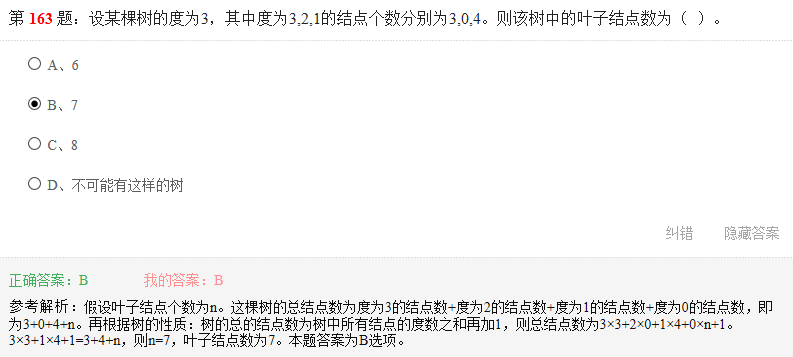 第 163 题：设某棵树的度为3，其中度为3,2,1的结点个数分别为3,0,4。则该树中的叶子结点数为（ ）。
A、6
B、7
C、8
D、不可能有这样的树
纠错 隐藏答案
正确答案：B 我的答案：B
参考解析：假设叶子结点个数为n。这棵树的总结点数为度为3的结点数+度为2的结点数+度为1的结点数+度为0的结点数，即
为3+0+4+n。再根据树的性质：树的总的结点数为树中所有结点的度数之和再加1，则总结点数为3×3+2×0+1×4+0×n+1。
3×3+1×4+1=3+4+n，则n=7，叶子结点数为7。本题答案为B选项。